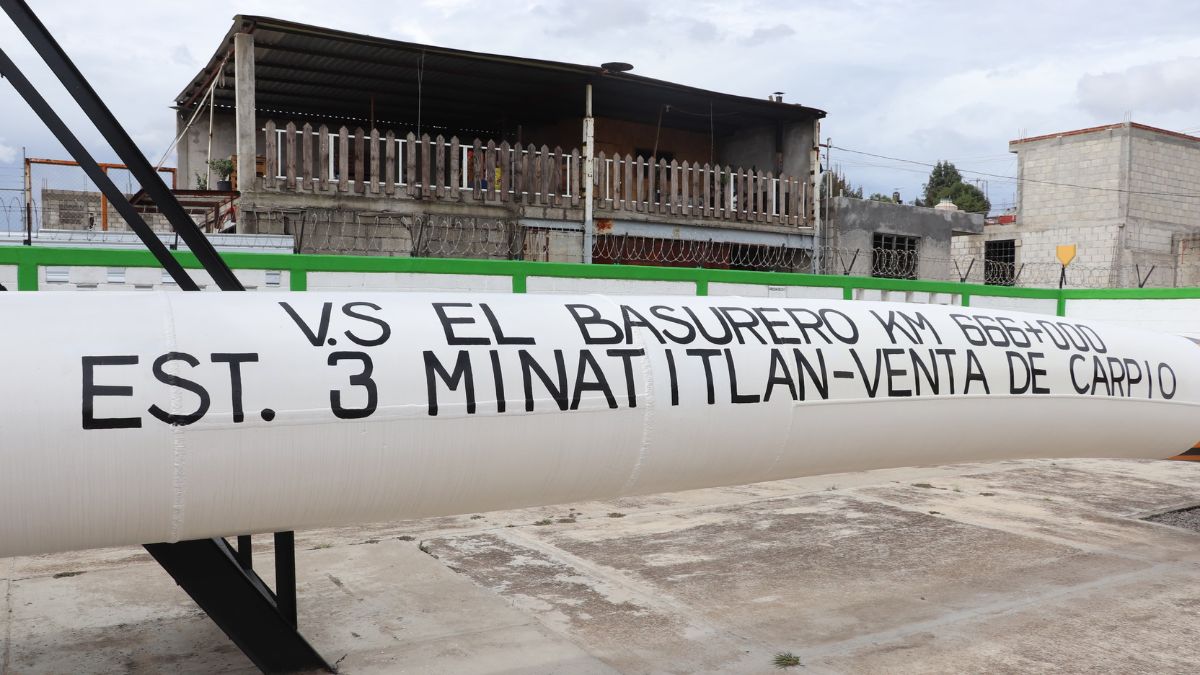 V.S EL BASURERO KM 666+000
EST. 3 MINATITLAN-VENTA DE CARPIO